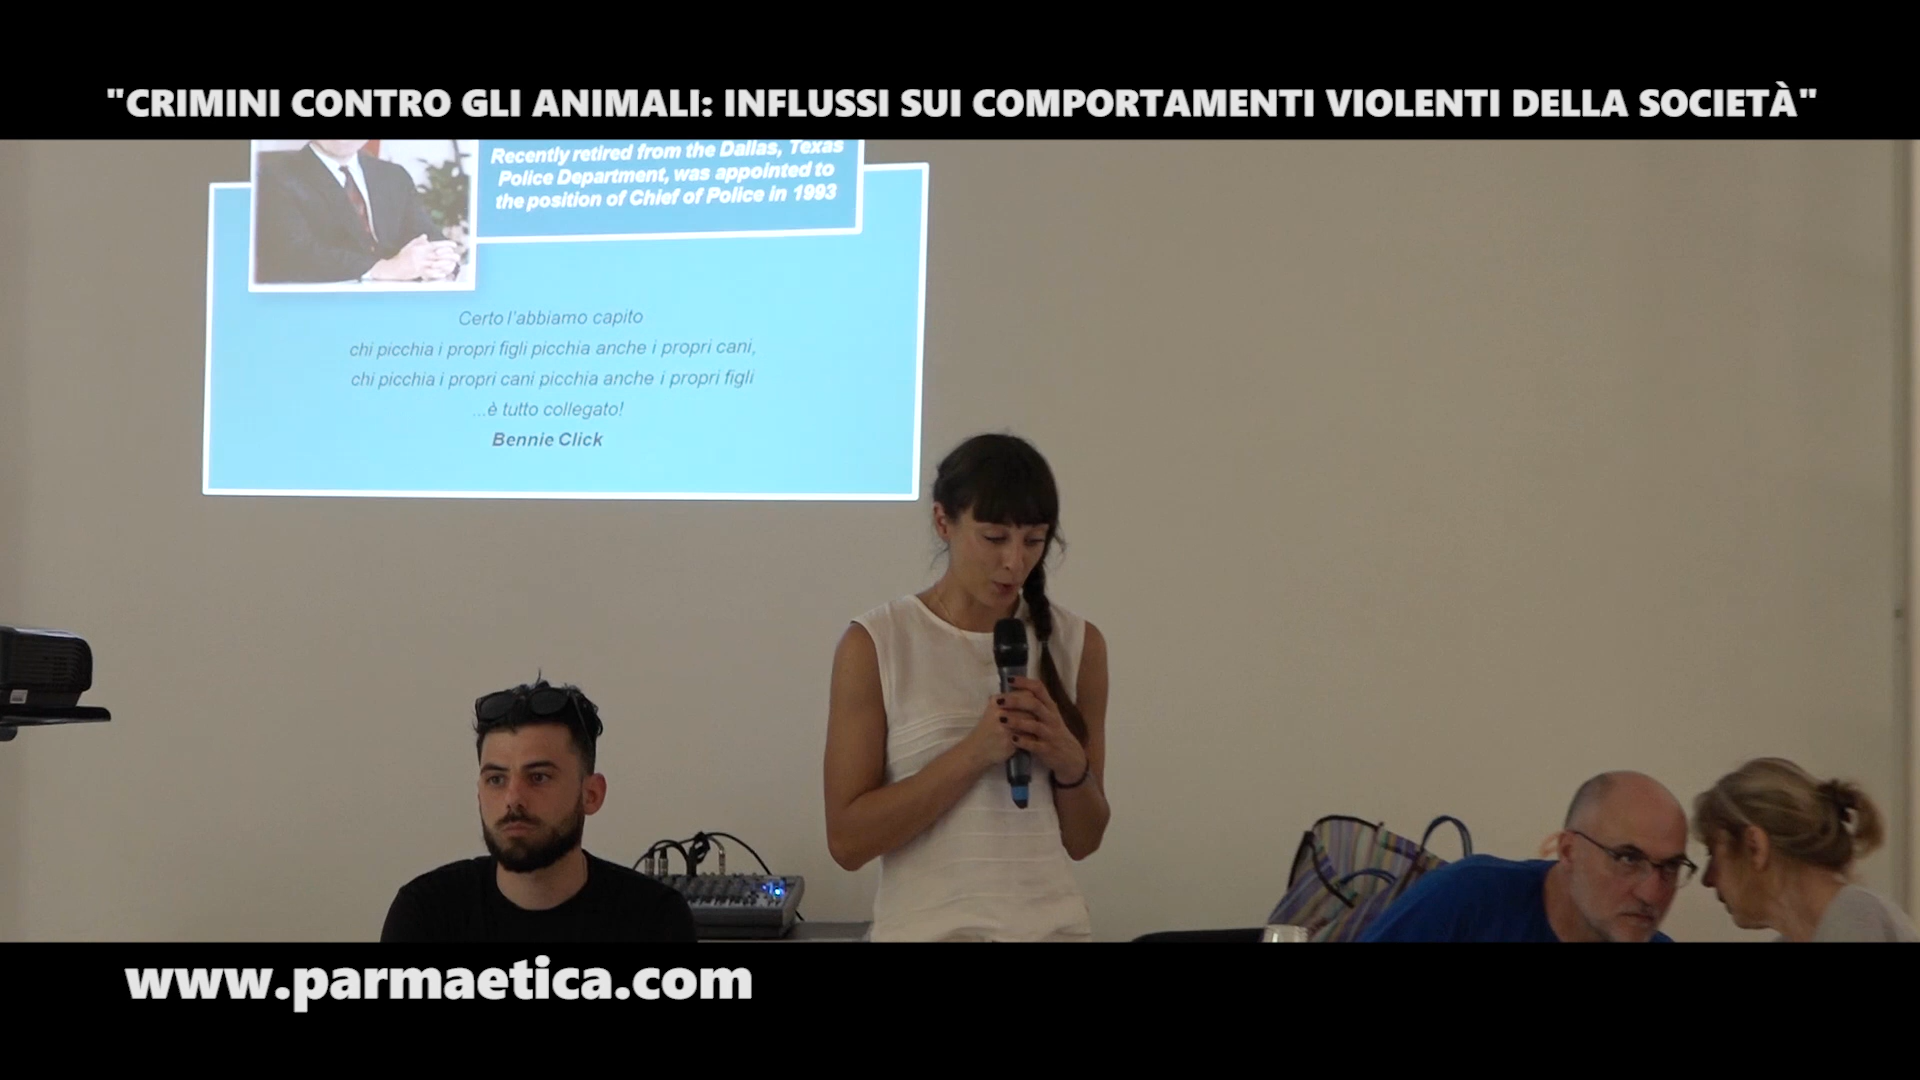 "CRIMINI CONTRO GLI ANIMALI: INFLUSSI SUI COMPORTAMENTI VIOLENTI DELLA SOCIETÀ"
Recently retired from the Dallas, Texas
Police Department, was appointed to
the position of Chief of Police in 1993
Certo l'abbiamo capito
chi picchia i propri figli picchia anche i propri cani,
chi picchia i propri cani picchia anche i propri figli
...è tutto collegato!
Bennie Click
www.parmaetica.com